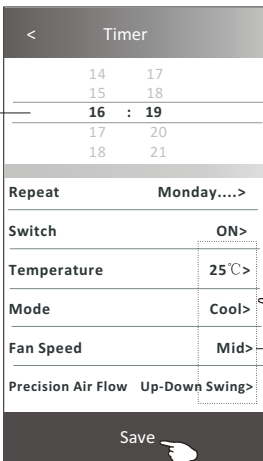 < Timer
14 17
15 18
16 : 19
17 20
18 21
Repeat Monday....>
Switch ON>
Temperature 25℃>
Mode Cool>
Fan Speed Mid>
Precision Air Flow Up-Down Swing>
Save